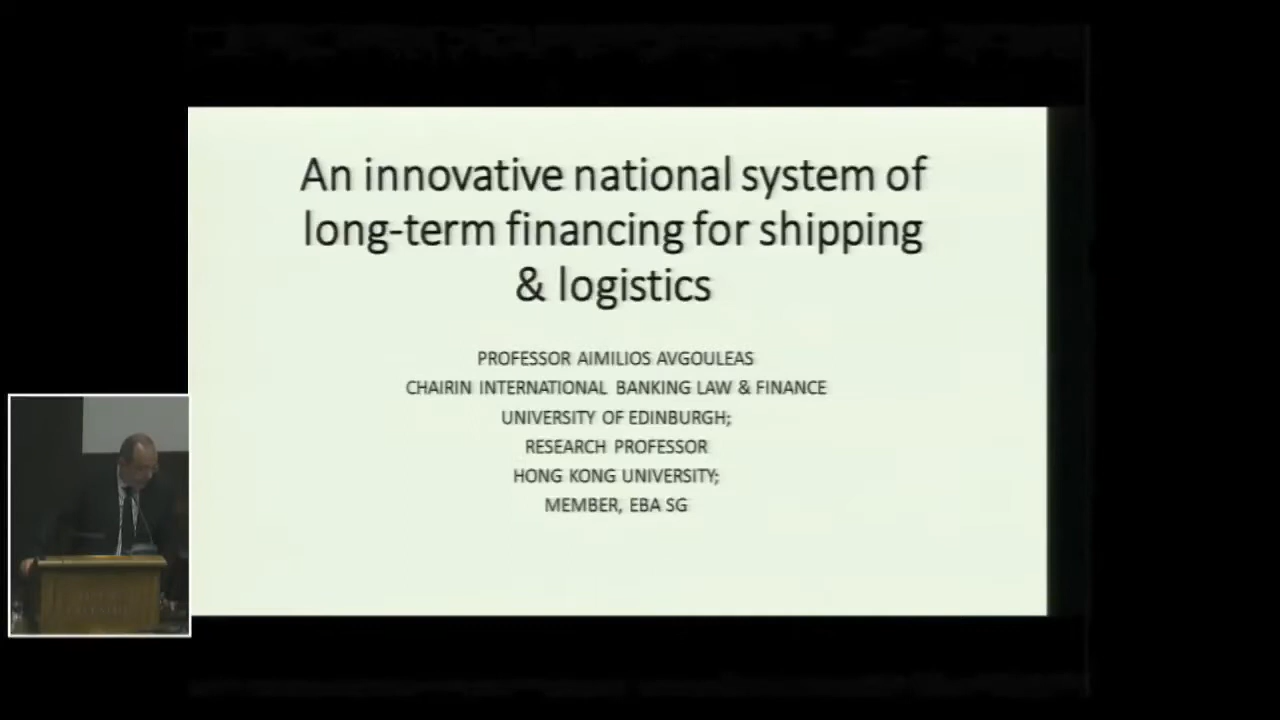 An innovative national system of
long-term financing for shipping
& logistics
PROFESSOR AIMILIOS AVGOULEAS
CHAIRIN INTERNATIONAL BANKING LAW & FINANCE
UNIVERSITY OF EDINBURGH;
RESEARCH PROFESSOR
HONG KONG UNIVERSITY;
MEMBER, EBA SG